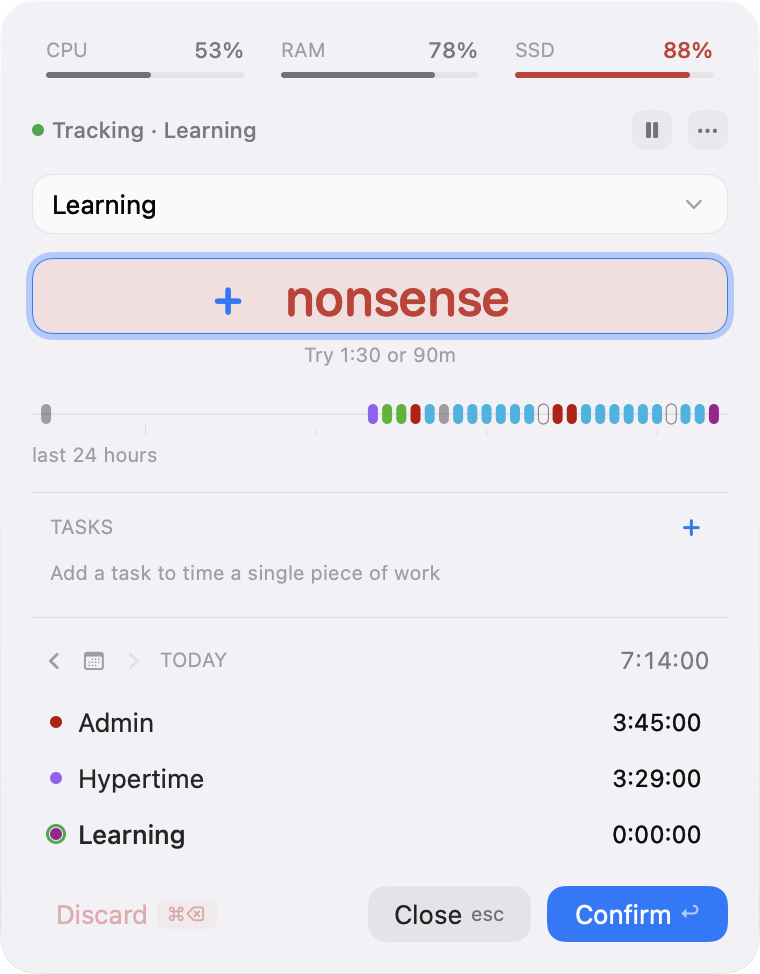 CPU 53% RAM 78% SSD 88%
Tracking · Learning
Learning
+ nonsense
Try 1:30 or 90m
last 24 hours
TASKS +
Add a task to time a single piece of work
TODAY 7:14:00
Admin 3:45:00
Hypertime 3:29:00
Learning 0:00:00
Discard ⌘⌫ Close esc Confirm ↩